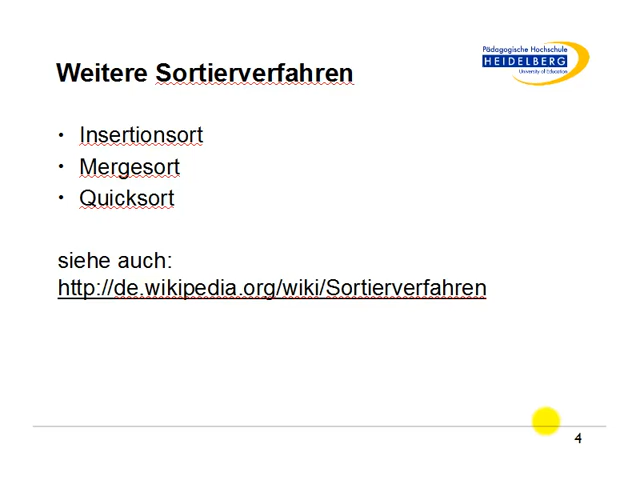 Pädagogische Hochschule
HEIDELBERG
University of Education
Weitere Sortierverfahren
• Insertionsort
• Mergesort
• Quicksort
siehe auch:
http://de.wikipedia.org/wiki/Sortierverfahren
4